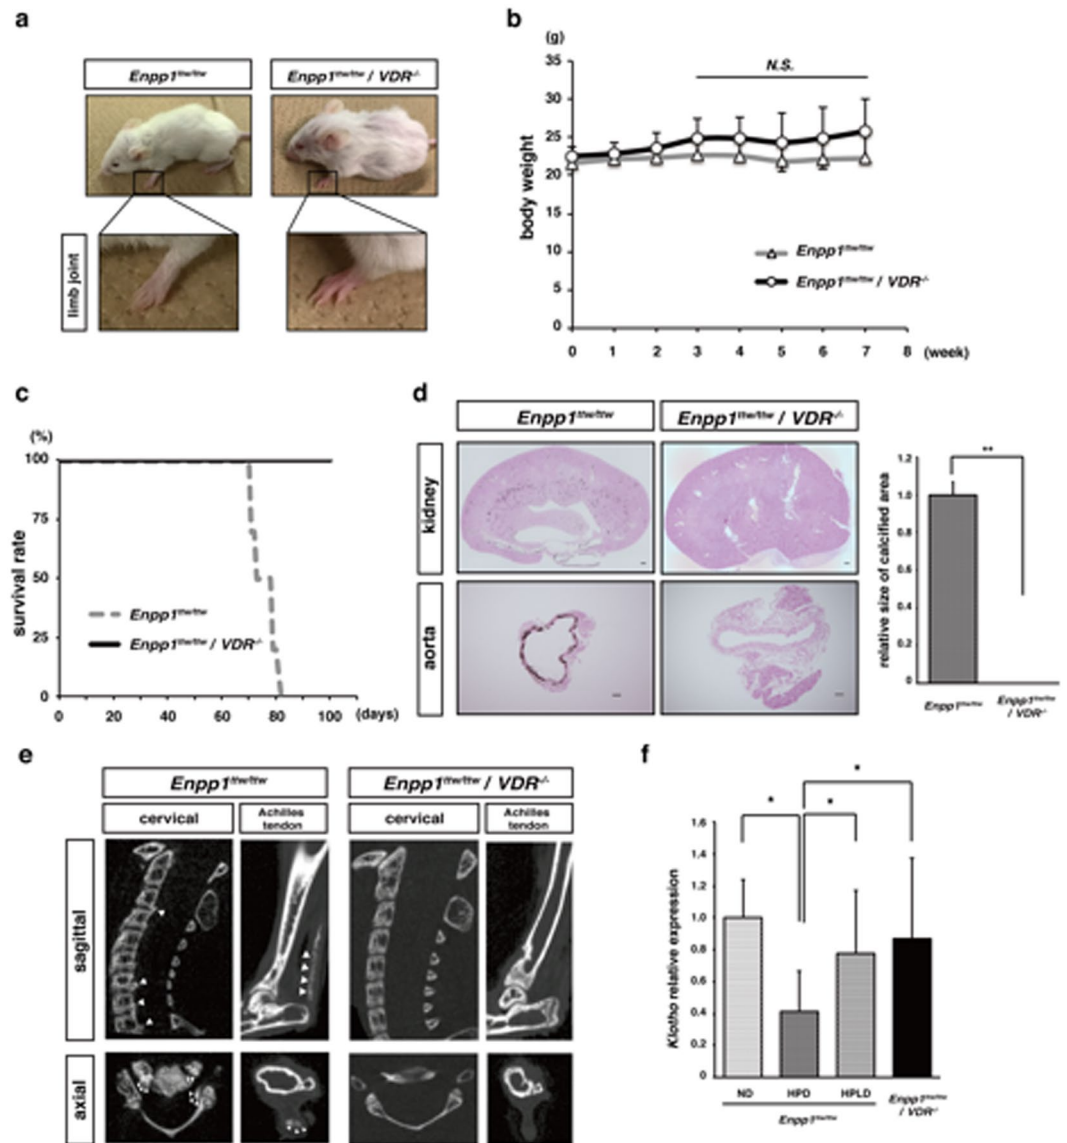 a
Enpp1ttw/ttw
Enpp1ttw/ttw / VDR-/-
limb joint
b
(g)
35
30
25
20
15
10
5
0
body weight
N.S.
Enpp1ttw/ttw
Enpp1ttw/ttw / VDR-/-
0 1 2 3 4 5 6 7 8 (week)
c
(%)
100
75
50
25
0
survival rate
Enpp1ttw/ttw
Enpp1ttw/ttw / VDR-/-
0 20 40 60 80 100 (days)
d
Enpp1ttw/ttw
Enpp1ttw/ttw / VDR-/-
kidney
aorta
relative size of calcified area
1.2
1.0
0.8
0.6
0.4
0.2
0
**
Enpp1ttw/ttw
Enpp1ttw/ttw
/ VDR-/-
e
Enpp1ttw/ttw
Enpp1ttw/ttw / VDR-/-
cervical
Achilles
tendon
cervical
Achilles
tendon
sagittal
axial
f
Klotho relative expression
1.6
1.4
1.2
1.0
0.8
0.6
0.4
0.2
0
*
*
*
ND HPD HPLD
Enpp1ttw/ttw
Enpp1ttw/ttw
/ VDR-/-